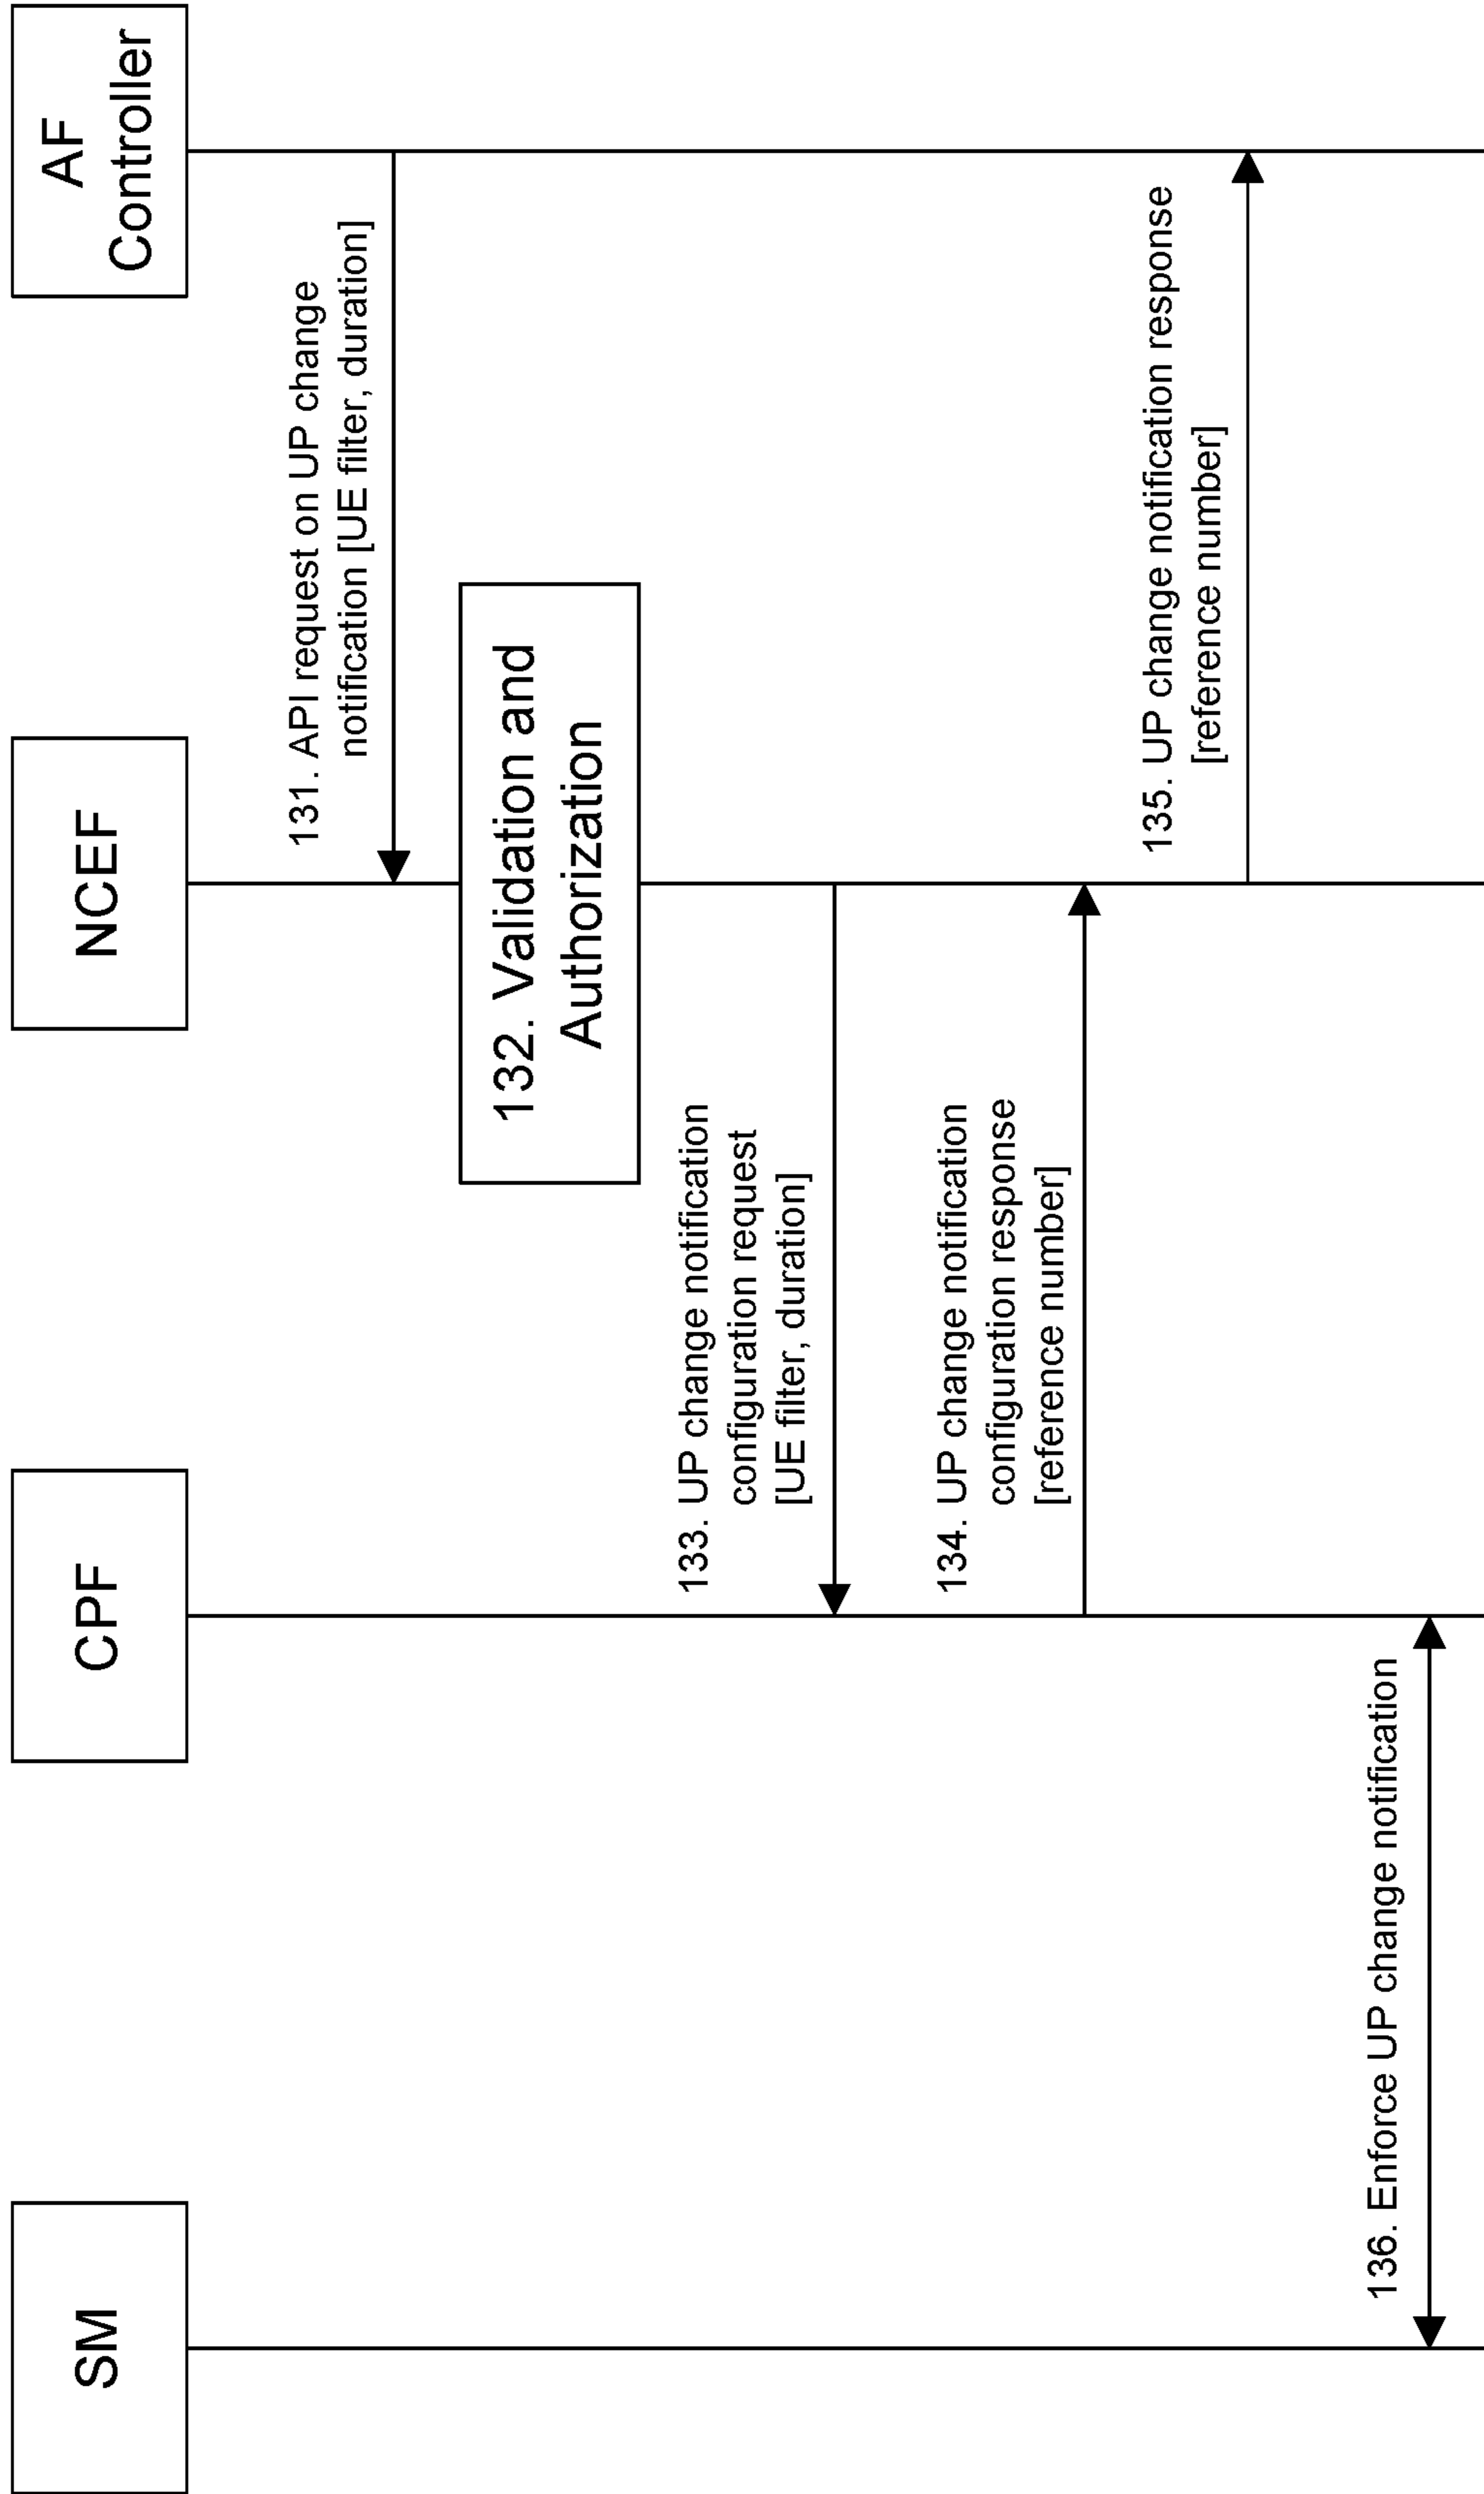 SM
CPF
NCEF
AF
Controller
131. API request on UP change
notification [UE filter, duration]
132. Validation and
Authorization
133. UP change notification
configuration request
[UE filter, duration]
134. UP change notification
configuration response
[reference number]
135. UP change notification response
[reference number]
136. Enforce UP change notification